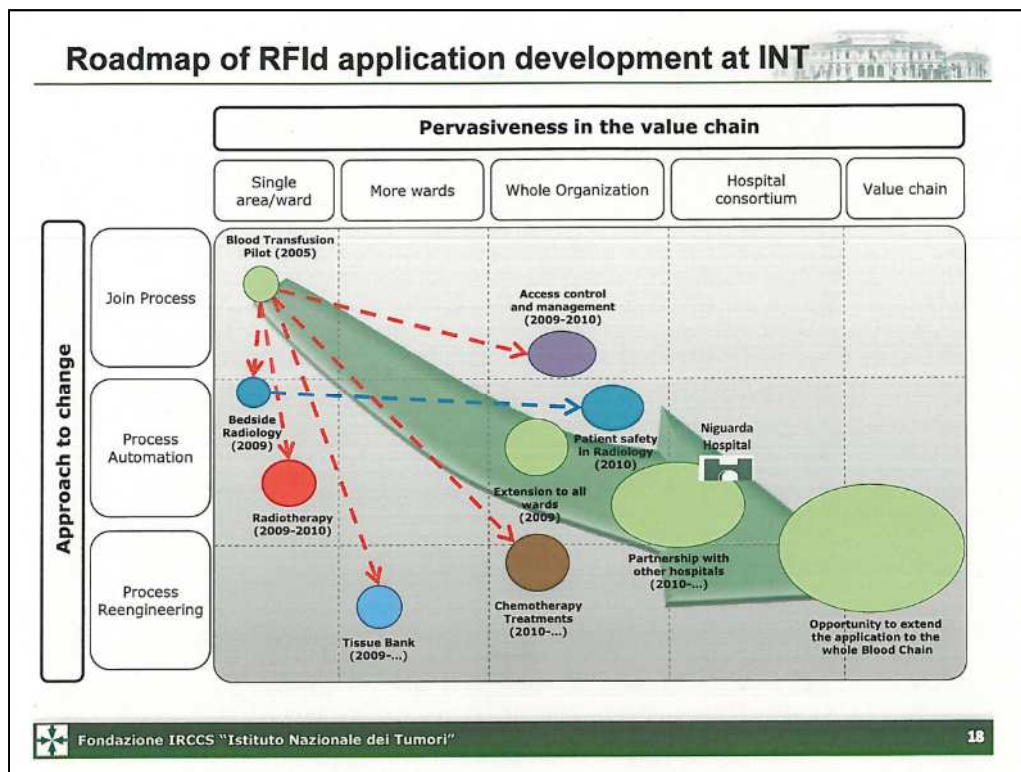 Roadmap of RFId application development at INT
Pervasiveness in the value chain
Single
area/ward
More wards
Whole Organization
Hospital
consortium
Value chain
Approach to change
Join Process
Process
Automation
Process
Reengineering
Blood Transfusion
Pilot (2005)
Access control
and management
(2009-2010)
Bedside
Radiology
(2009)
Patient safety
in Radiology
(2010)
Niguarda
Hospital
Radiotherapy
(2009-2010)
Extension to all
wards
(2009)
Partnership with
other hospitals
(2010-...)
Tissue Bank
(2009-...)
Chemotherapy
Treatments
(2010-...)
Opportunity to extend
the application to the
whole Blood Chain
Fondazione IRCCS "Istituto Nazionale dei Tumori"
18